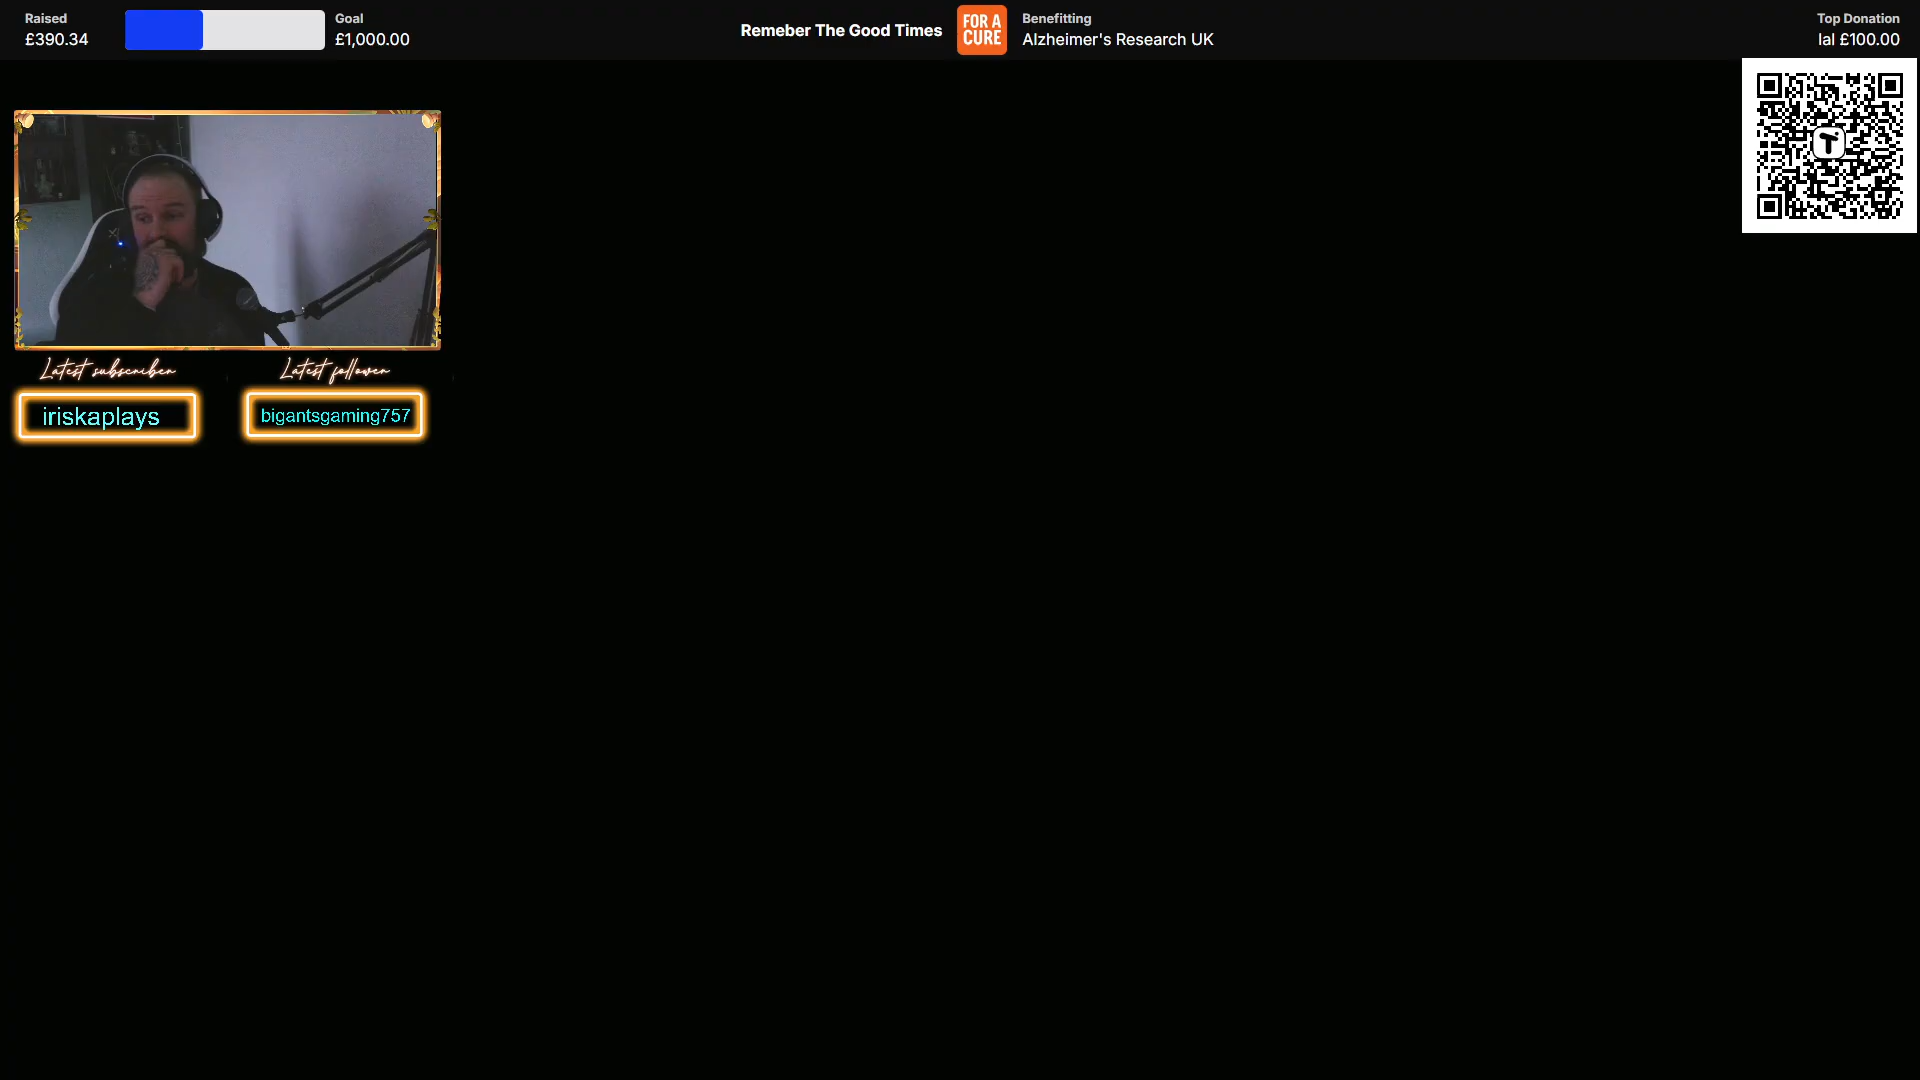 Raised
£390.34
Goal
£1,000.00
Remeber The Good Times
FOR A
CURE
Benefitting
Alzheimer's Research UK
Top Donation
lal £100.00
T
Latest subscriber
Latest follower
iriskaplays
bigantsgaming757